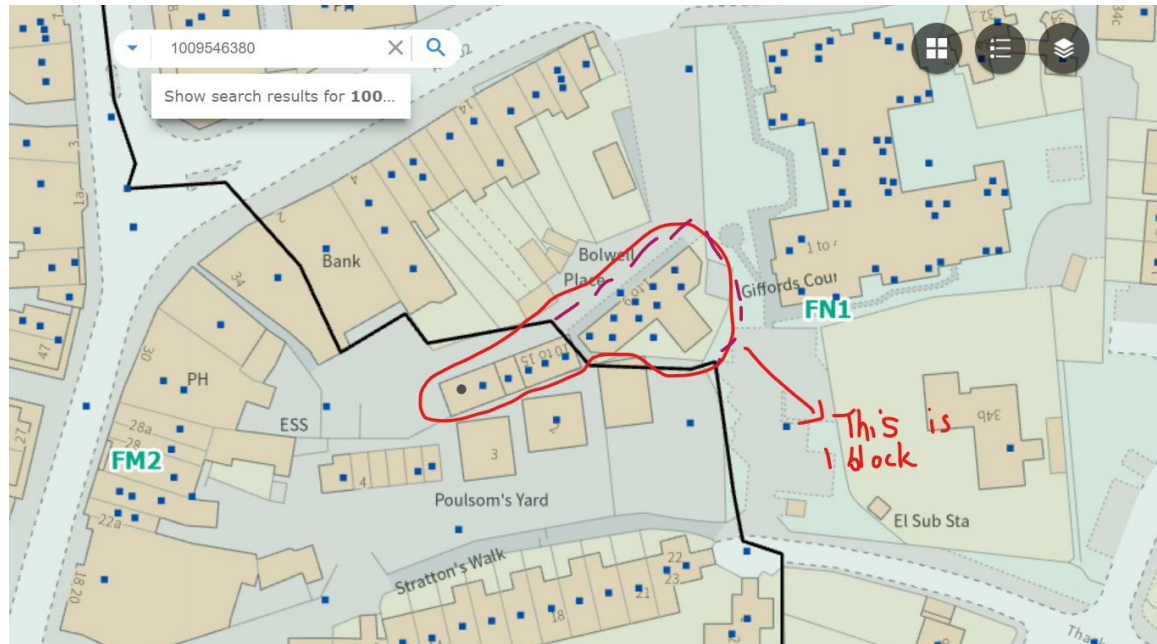 1009546380
Show search results for 100...
34c
14
3
1a
4
2
Bank
34
Bolwell
Place
1 to 9
Giffords Cour
FN1
10 to 15
47
30
PH
ESS
27
28a
28
FM2
22a
4
3
2
This is
1 block
34b
Poulsom's Yard
El Sub Sta
Stratton's Walk
22
23
21
18
18.20